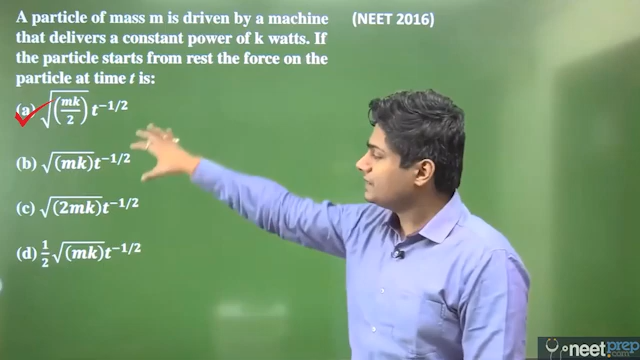 A particle of mass m is driven by a machine (NEET 2016)
that delivers a constant power of k watts. If
the particle starts from rest the force on the
particle at time t is:
(a) √(mk/2) t⁻¹/²
(b) √(mk)t⁻¹/²
(c) √(2mk)t⁻¹/²
(d) 1/2 √(mk)t⁻¹/²
neetprep
.com